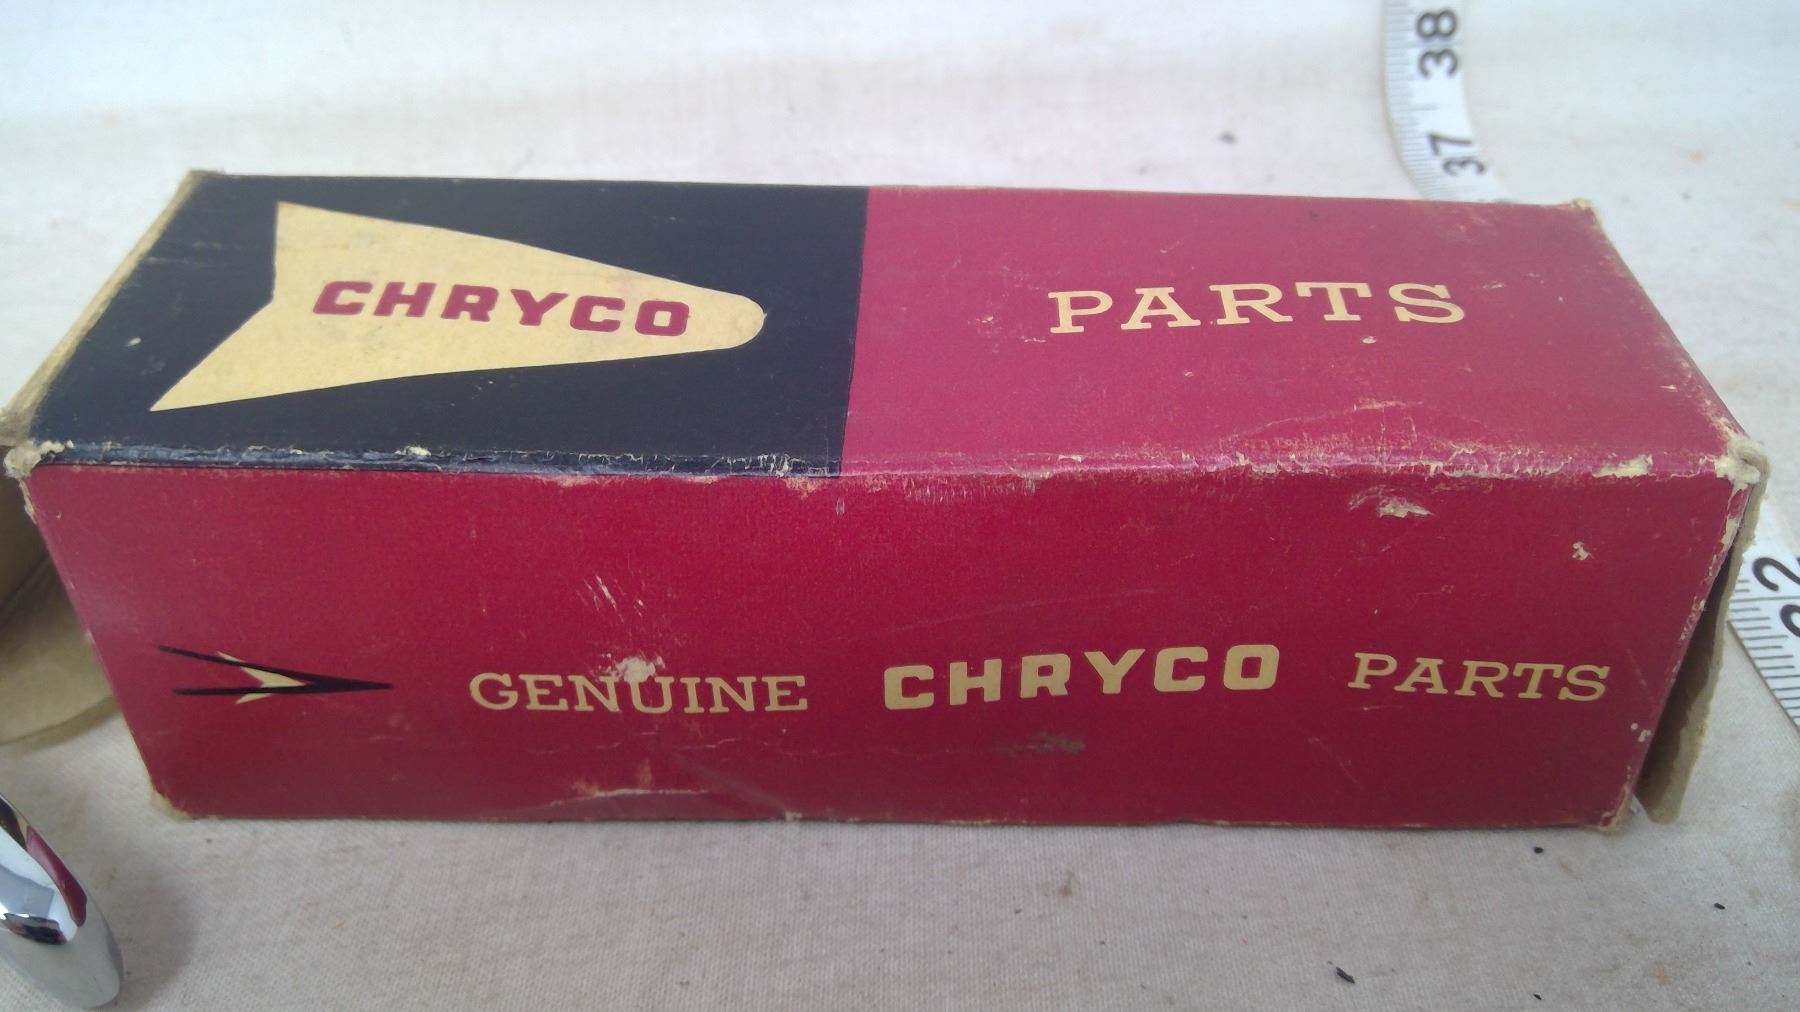 38
37
CHRYCO PARTS
GENUINE CHRYCO PARTS